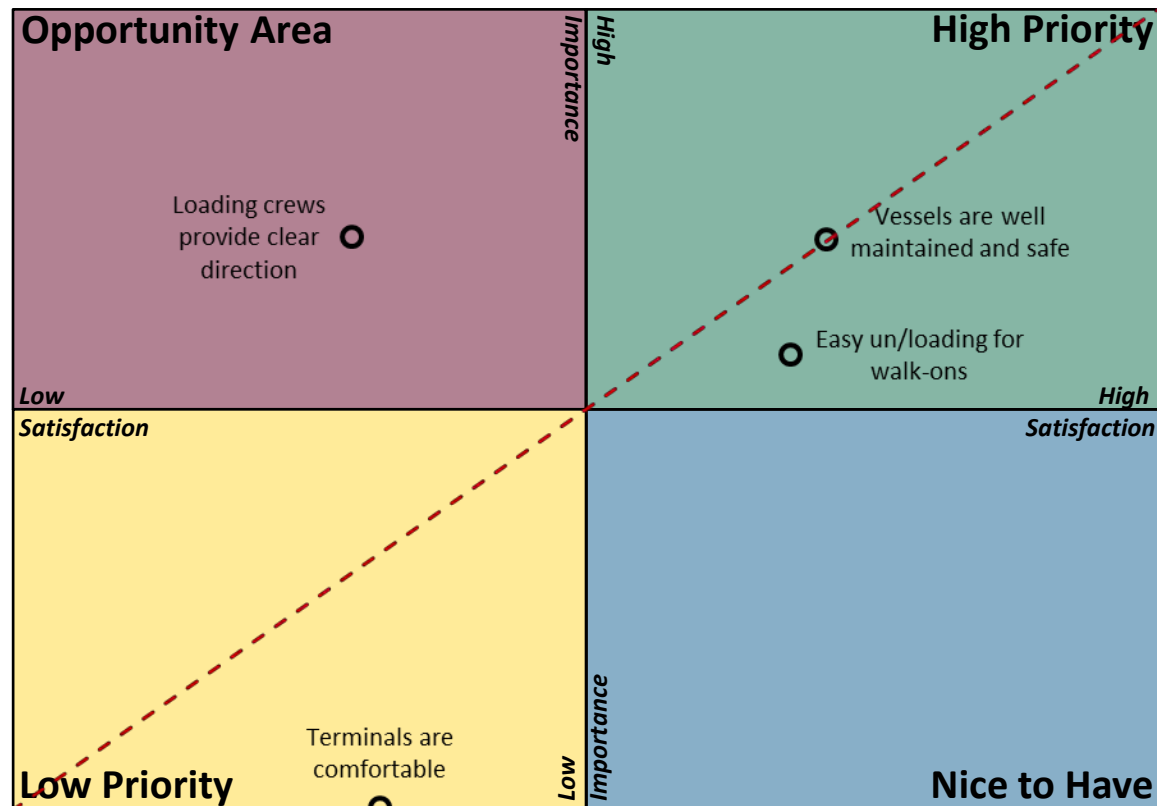 Opportunity Area
High
Importance
High Priority
Loading crews
provide clear
direction
Vessels are well
maintained and safe
Easy un/loading for
walk-ons
Low
Satisfaction
High
Satisfaction
Terminals are
comfortable
Low
Importance
Low Priority
Nice to Have